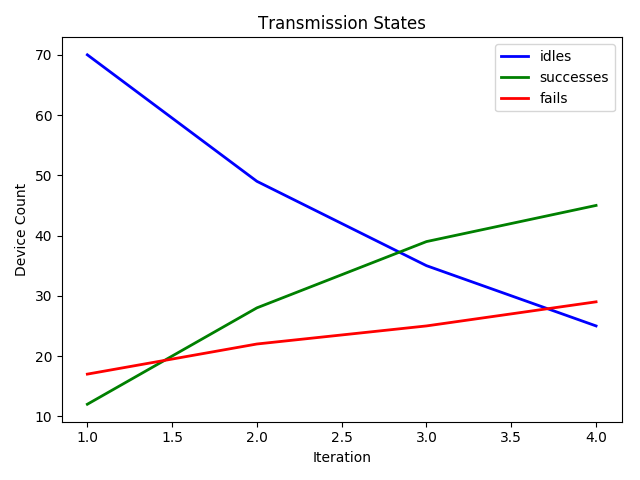 Transmission States
idles
successes
fails
Device Count
70
60
50
40
30
20
10
1.0 1.5 2.0 2.5 3.0 3.5 4.0
Iteration